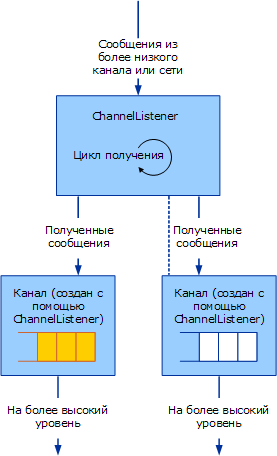 Сообщения из
более низкого
канала или сети
ChannelListener
Цикл получения
Полученные
сообщения
Полученные
сообщения
Канал (создан с
помощью
ChannelListener)
Канал (создан с
помощью
ChannelListener)
На более высокий
уровень
На более высокий
уровень